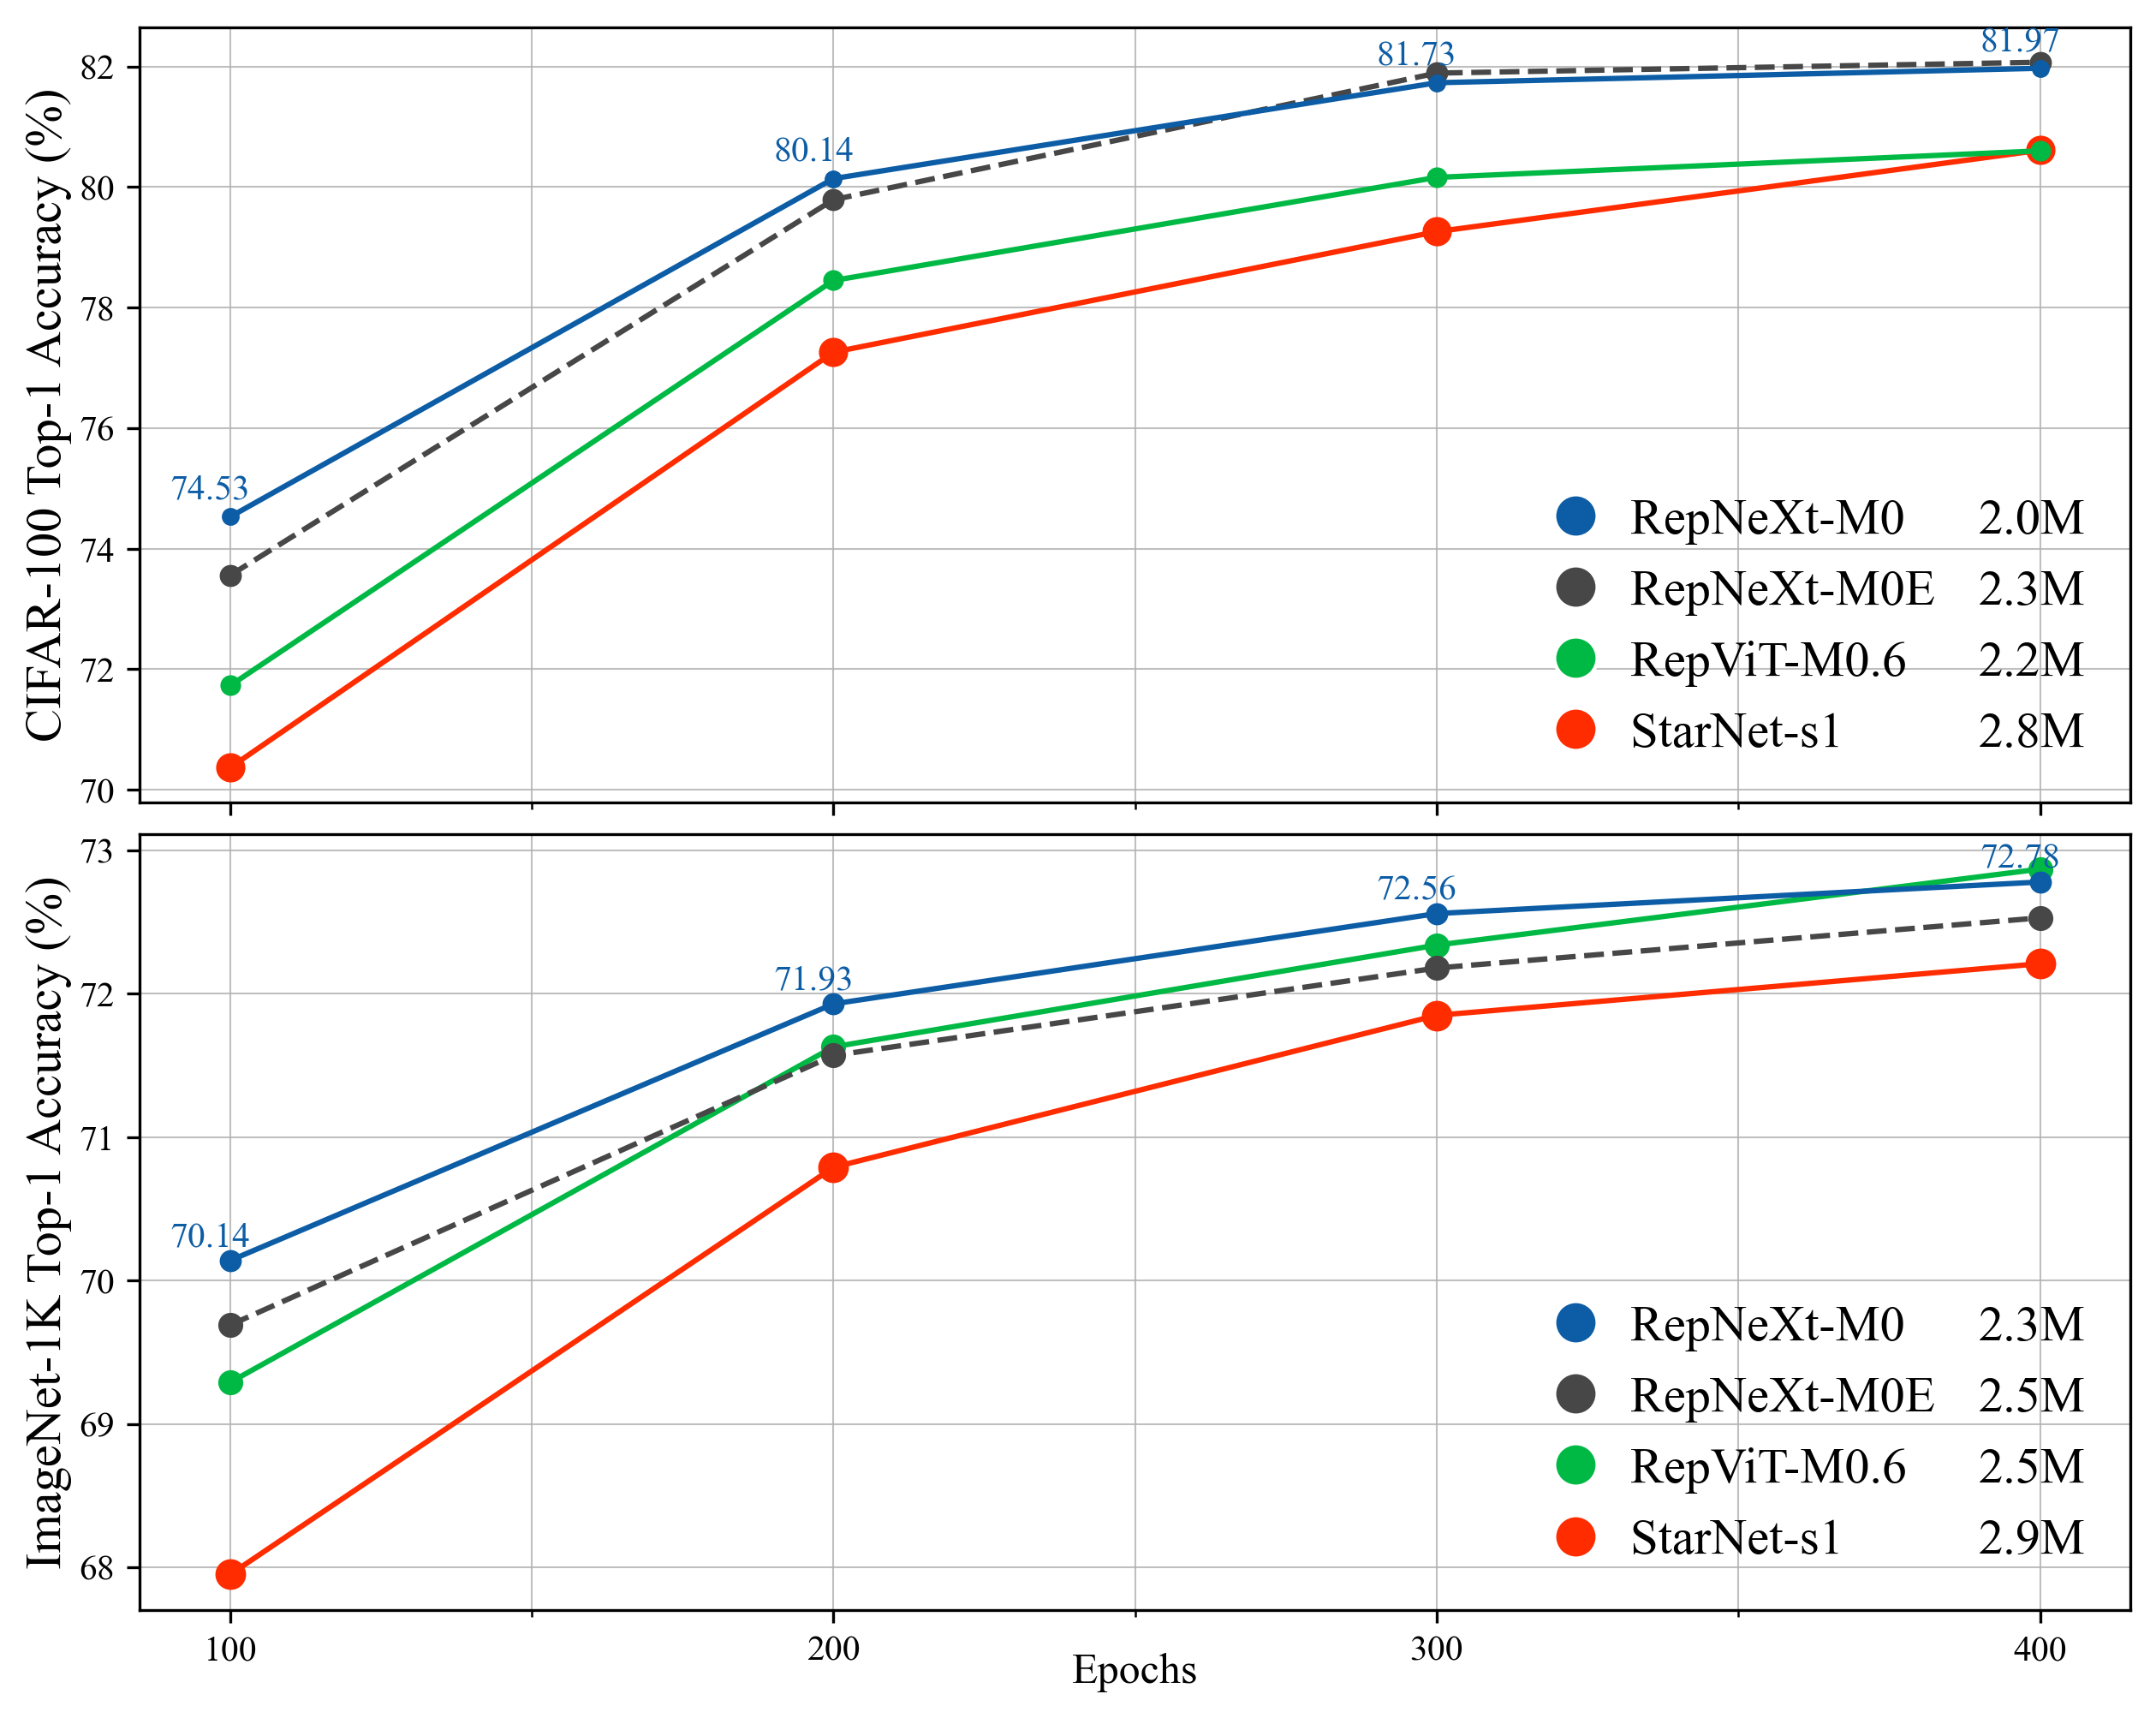 CIFAR-100 Top-1 Accuracy (%)
82
80
78
76
74
72
70
74.53
80.14
81.73
81.97
RepNeXt-M0 2.0M
RepNeXt-M0E 2.3M
RepViT-M0.6 2.2M
StarNet-s1 2.8M
ImageNet-1K Top-1 Accuracy (%)
73
72
71
70
69
68
70.14
71.93
72.56
72.78
RepNeXt-M0 2.3M
RepNeXt-M0E 2.5M
RepViT-M0.6 2.5M
StarNet-s1 2.9M
100 200 300 400
Epochs